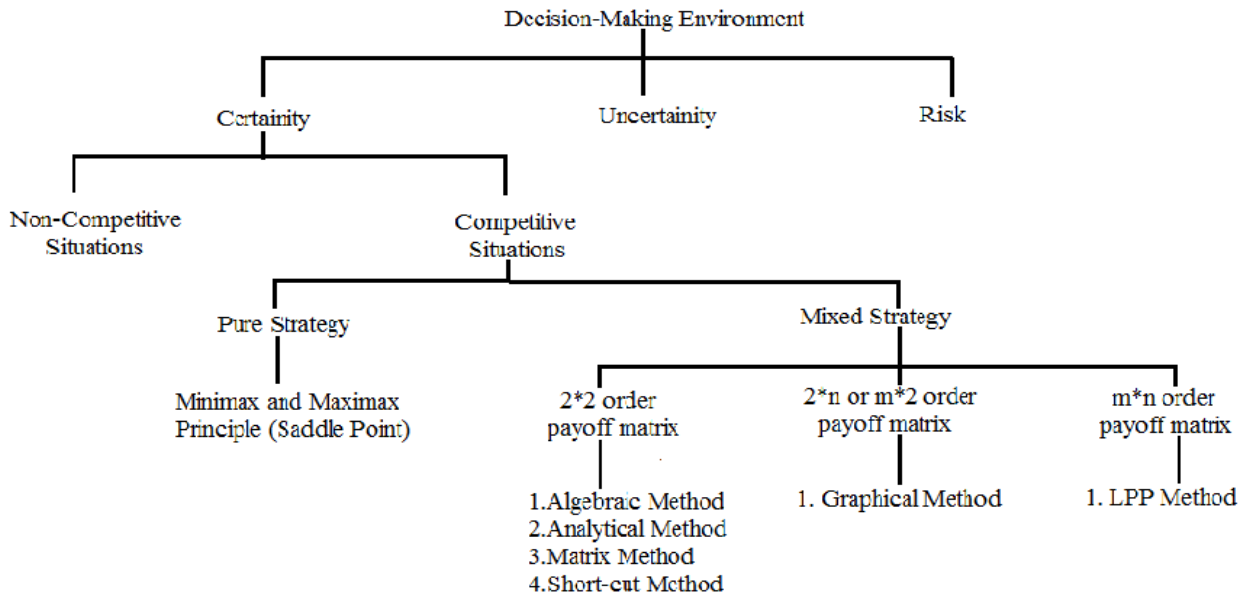 Decision-Making Environment
Certainity
Uncertainity
Risk
Non-Competitive
Situations
Competitive
Situations
Pure Strategy
Mixed Strategy
Minimax and Maximax
Principle (Saddle Point)
2*2 order
payoff matrix
2*n or m*2 order
payoff matrix
m*n order
payoff matrix
1.Algebraic Method
2.Analytical Method
3.Matrix Method
4.Short-cut Method
1. Graphical Method
1. LPP Method